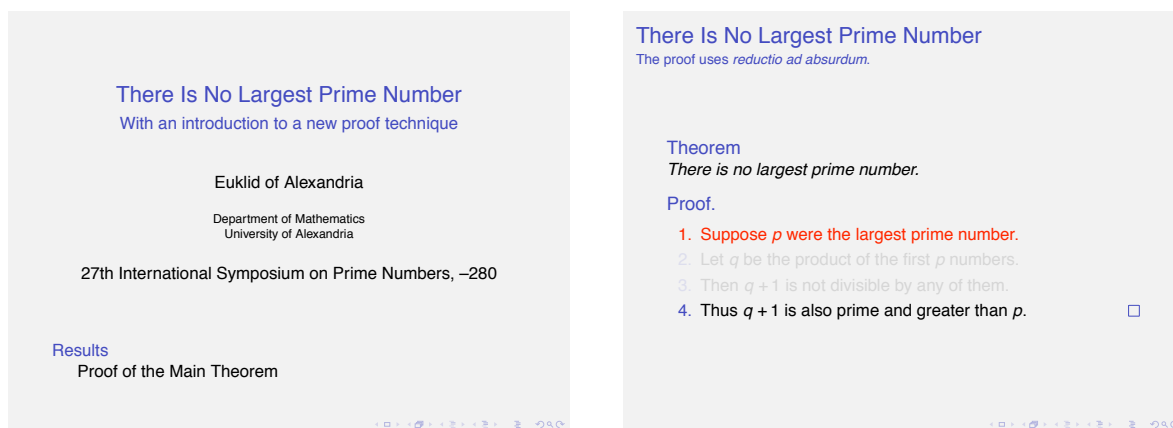 There Is No Largest Prime Number
With an introduction to a new proof technique
Euklid of Alexandria
Department of Mathematics
University of Alexandria
27th International Symposium on Prime Numbers, –280
Results
Proof of the Main Theorem
There Is No Largest Prime Number
The proof uses reductio ad absurdum.
Theorem
There is no largest prime number.
Proof.
1. Suppose p were the largest prime number.
2. Let q be the product of the first p numbers.
3. Then q + 1 is not divisible by any of them.
4. Thus q + 1 is also prime and greater than p. □